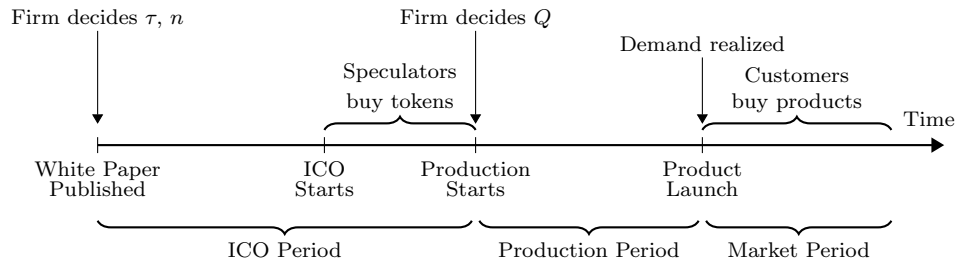 Firm decides τ, n
Firm decides Q
Demand realized
Speculators
buy tokens
Customers
buy products
Time
White Paper
Published
ICO
Starts
Production
Starts
Product
Launch
ICO Period
Production Period
Market Period